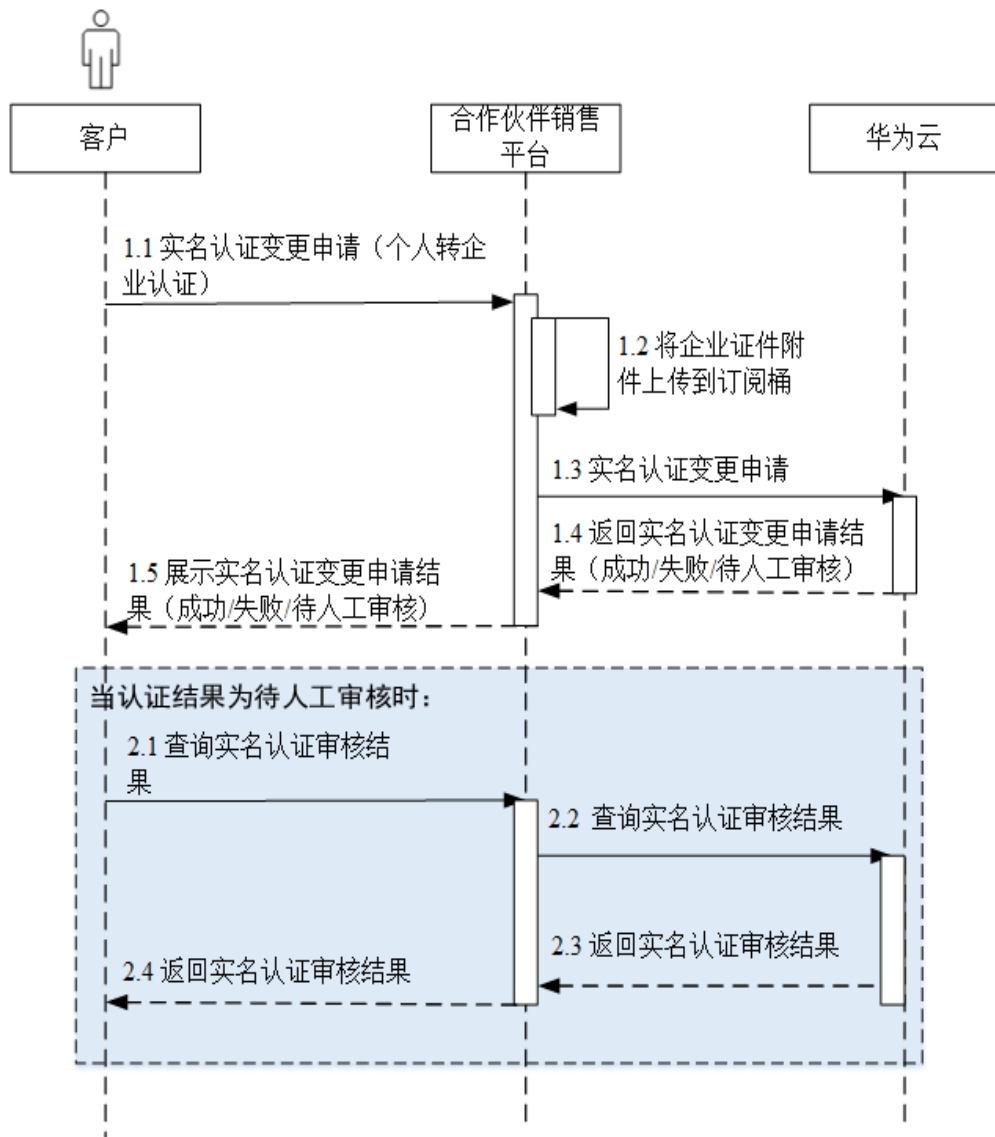 客户
合作伙伴销售
平台
华为云
1.1 实名认证变更申请（个人转企
业认证）
1.2 将企业证件附
件上传到订阅桶
1.3 实名认证变更申请
1.4 返回实名认证变更申请结
果（成功/失败/待人工审核）
1.5 展示实名认证变更申请结
果（成功/失败/待人工审核）
当认证结果为待人工审核时：
2.1 查询实名认证审核结
果
2.2 查询实名认证审核结果
2.3 返回实名认证审核结果
2.4 返回实名认证审核结果